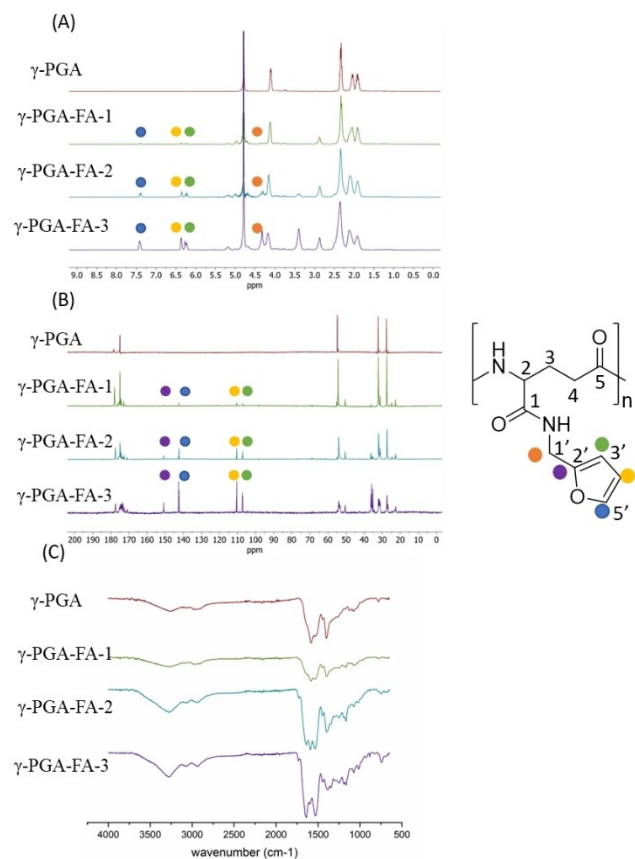 (A)
γ-PGA
γ-PGA-FA-1
γ-PGA-FA-2
γ-PGA-FA-3
9.0 8.5 8.0 7.5 7.0 6.5 6.0 5.5 5.0 4.5 4.0 3.5 3.0 2.5 2.0 1.5 1.0 0.5 0.0
ppm
(B)
γ-PGA
γ-PGA-FA-1
γ-PGA-FA-2
γ-PGA-FA-3
200 190 180 170 160 150 140 130 120 110 100 90 80 70 60 50 40 30 20 10 0
ppm
O
N
H
3
2
4
5
n
1
O
NH
1'
2'
3'
O
5'
(C)
γ-PGA
γ-PGA-FA-1
γ-PGA-FA-2
γ-PGA-FA-3
4000 3500 3000 2500 2000 1500 1000 500
wavenumber (cm-1)